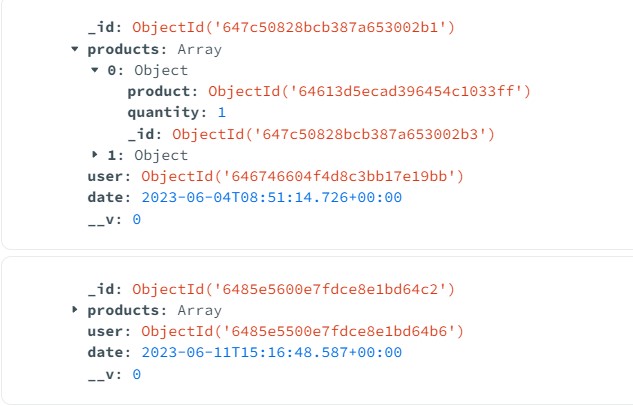 _id: ObjectId('647c50828bcb387a653002b1')
products: Array
0: Object
product: ObjectId('64613d5ecad396454c1033ff')
quantity: 1
_id: ObjectId('647c50828bcb387a653002b3')
1: Object
user: ObjectId('646746604f4d8c3bb17e19bb')
date: 2023-06-04T08:51:14.726+00:00
__v: 0
_id: ObjectId('6485e5600e7fdce8e1bd64c2')
products: Array
user: ObjectId('6485e5500e7fdce8e1bd64b6')
date: 2023-06-11T15:16:48.587+00:00
__v: 0